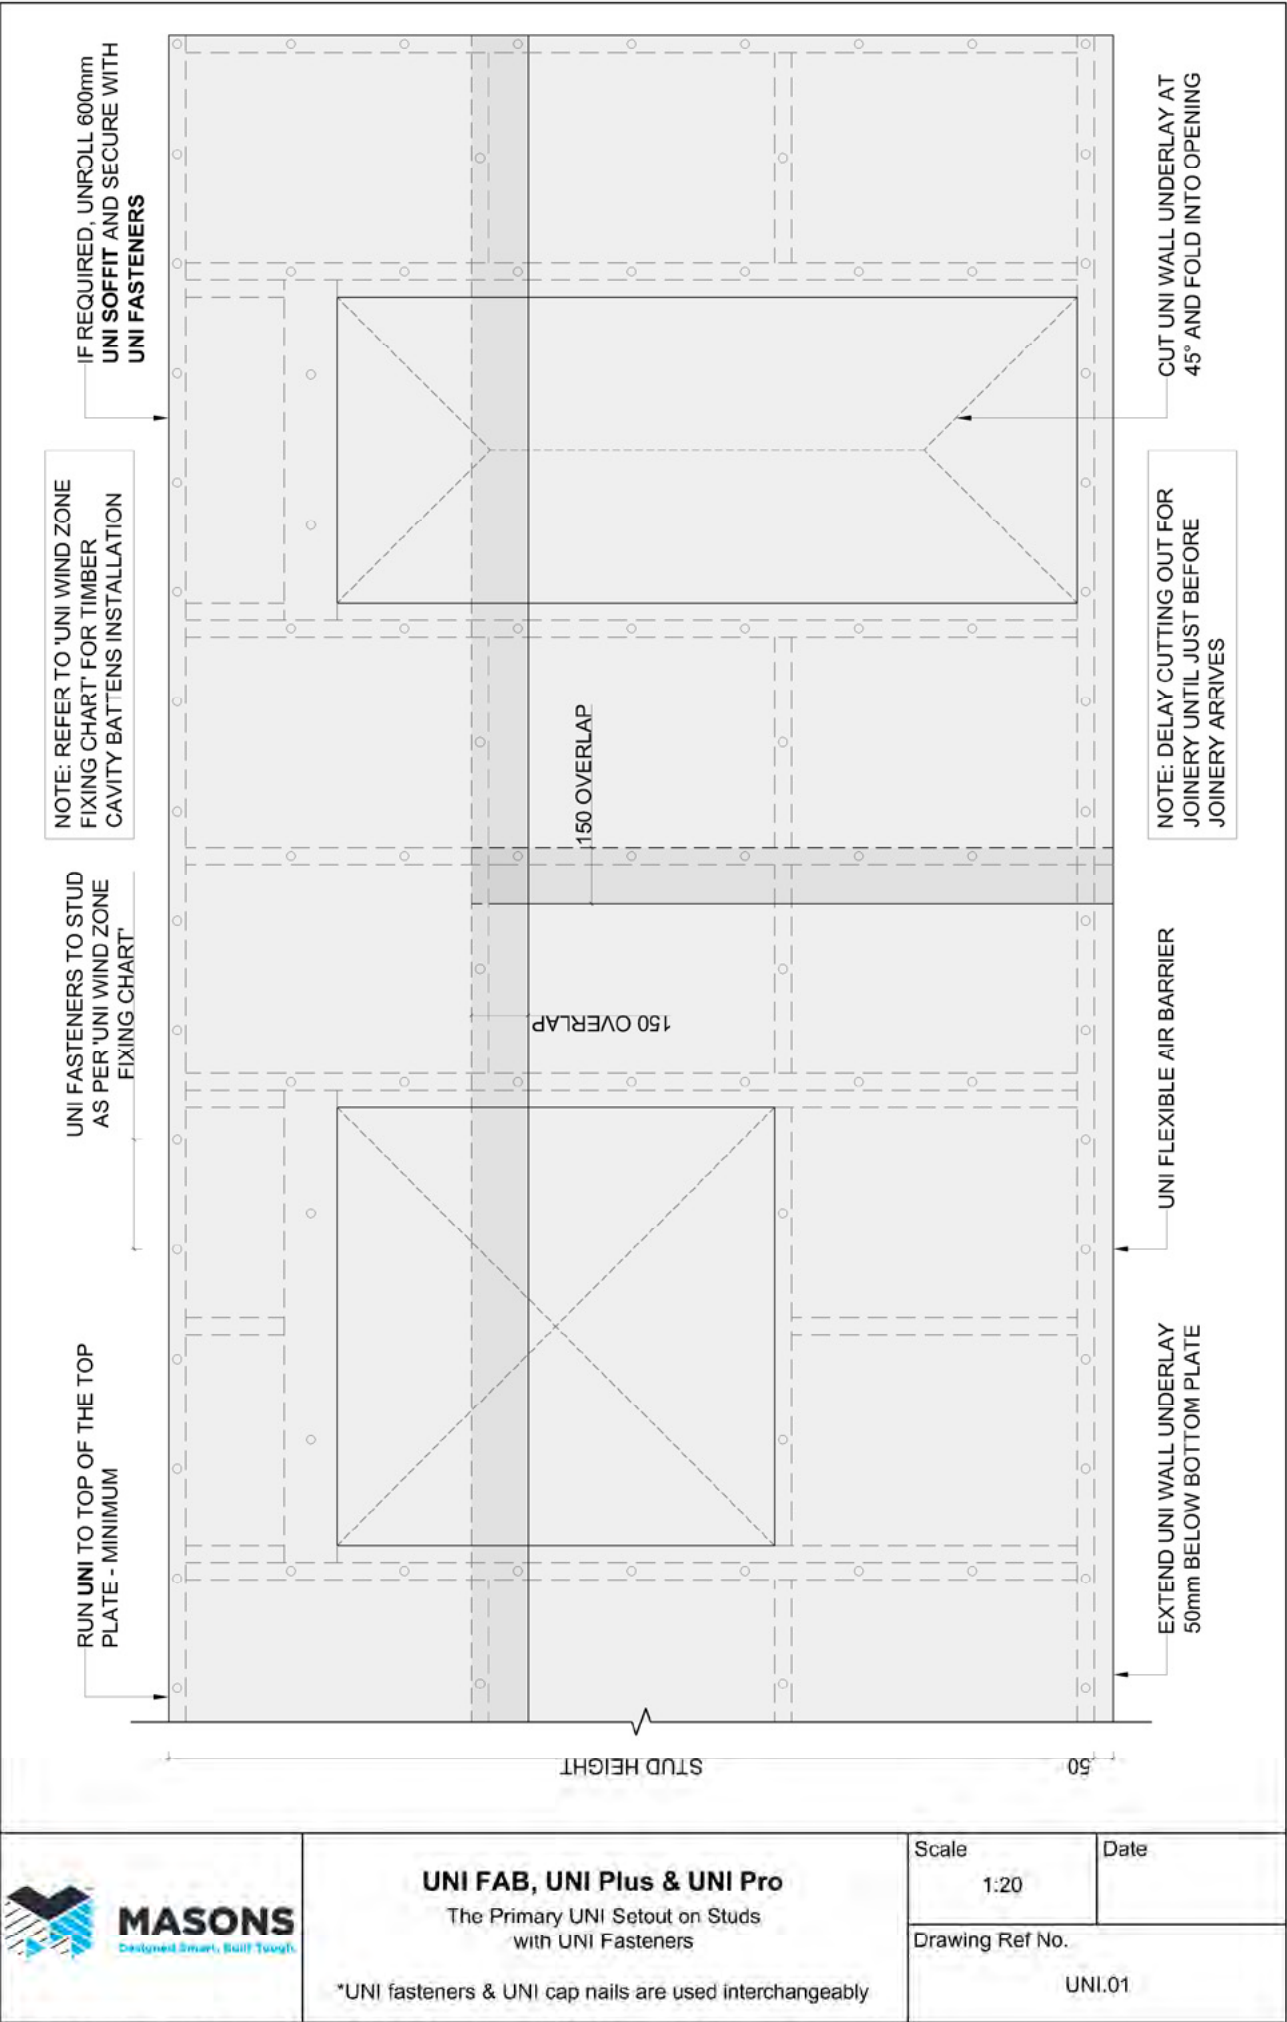 IF REQUIRED, UNROLL 600mm
UNI SOFFIT AND SECURE WITH
UNI FASTENERS
NOTE: REFER TO 'UNI WIND ZONE
FIXING CHART' FOR TIMBER
CAVITY BATTENS INSTALLATION
UNI FASTENERS TO STUD
AS PER 'UNI WIND ZONE
FIXING CHART'
RUN UNI TO TOP OF THE TOP
PLATE - MINIMUM
150 OVERLAP
150 OVERLAP
CUT UNI WALL UNDERLAY AT
45° AND FOLD INTO OPENING
NOTE: DELAY CUTTING OUT FOR
JOINERY UNTIL JUST BEFORE
JOINERY ARRIVES
UNI FLEXIBLE AIR BARRIER
EXTEND UNI WALL UNDERLAY
50mm BELOW BOTTOM PLATE
STUD HEIGHT
50
MASONS
Designed Smart, Built Tough.
UNI FAB, UNI Plus & UNI Pro
The Primary UNI Setout on Studs
with UNI Fasteners
*UNI fasteners & UNI cap nails are used interchangeably
Scale
1:20
Date
Drawing Ref No.
UNI.01